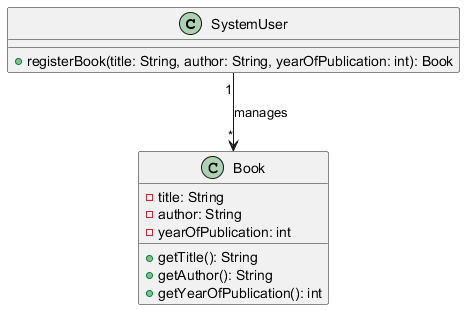 C SystemUser
registerBook(title: String, author: String, yearOfPublication: int): Book
1
manages
*
C Book
title: String
author: String
yearOfPublication: int
getTitle(): String
getAuthor(): String
getYearOfPublication(): int